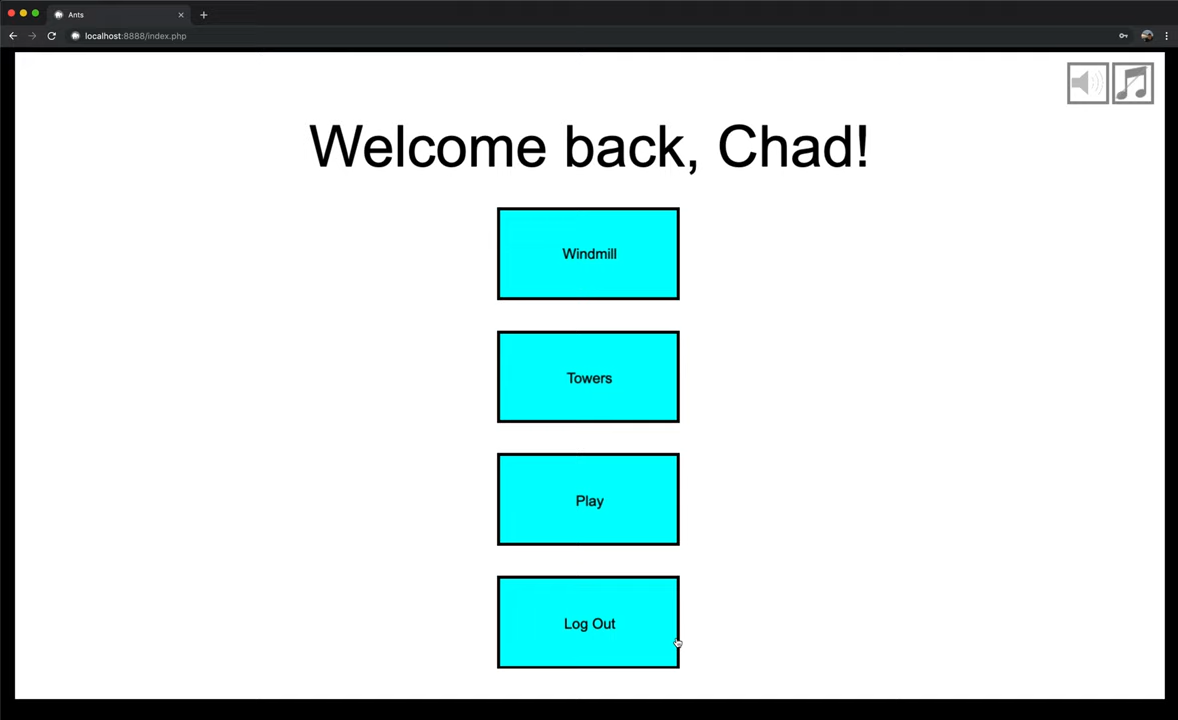 Ants
localhost:8888/index.php
Welcome back, Chad!
Windmill
Towers
Play
Log Out